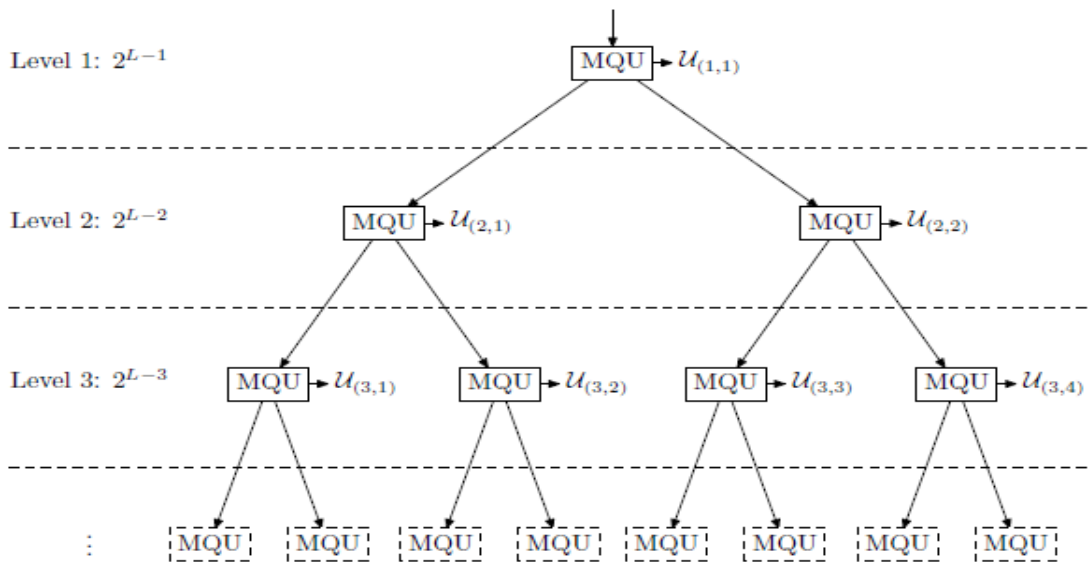 Level 1: 2^{L−1} MQU 𝒰_{(1,1)}
Level 2: 2^{L−2} MQU 𝒰_{(2,1)} MQU 𝒰_{(2,2)}
Level 3: 2^{L−3} MQU 𝒰_{(3,1)} MQU 𝒰_{(3,2)} MQU 𝒰_{(3,3)} MQU 𝒰_{(3,4)}
⋮ MQU MQU MQU MQU MQU MQU MQU MQU